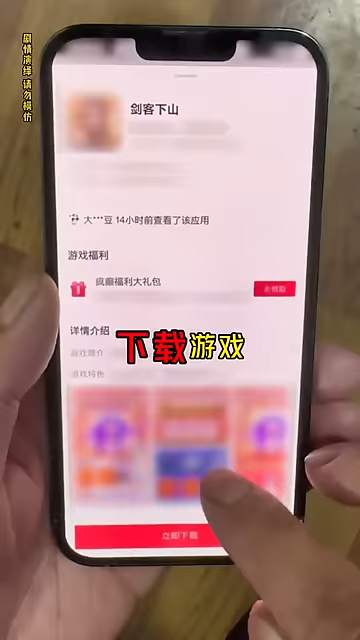 剧情演绎 请勿模仿
剑客下山
大***豆 14小时前查看了该应用
游戏福利
疯癫福利大礼包
去领取
详情介绍
下载游戏
游戏简介
游戏特色
立即下载